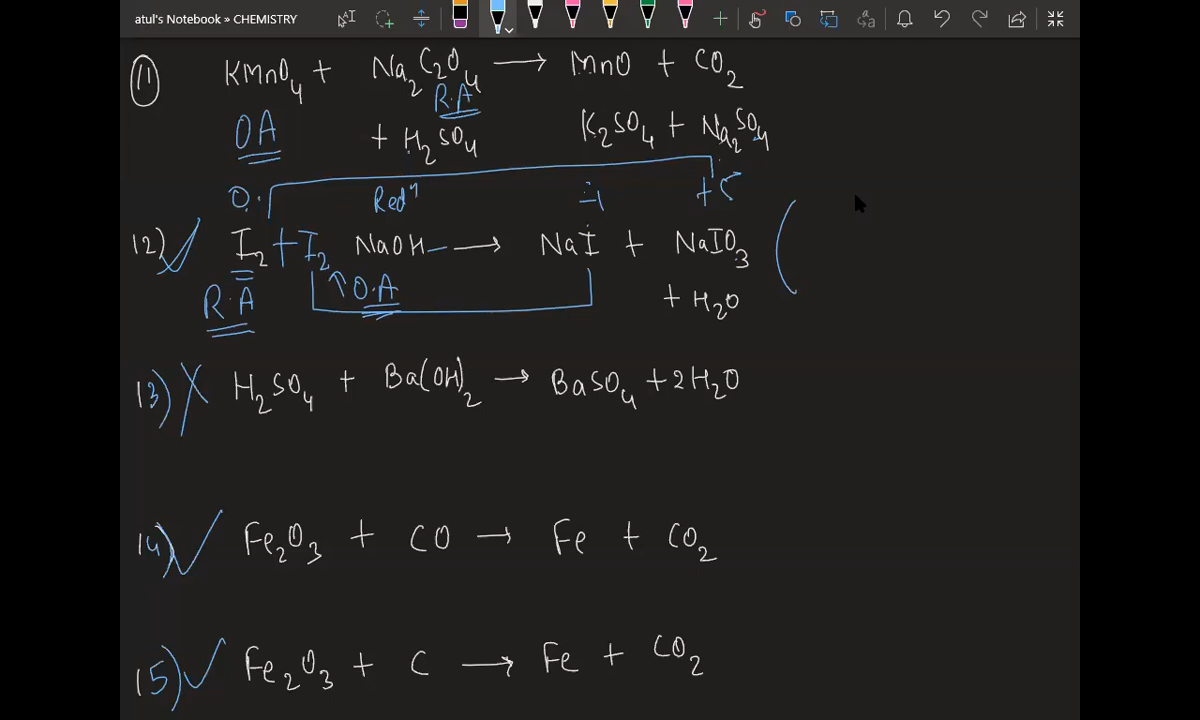 atul's Notebook » CHEMISTRY
11 KMnO₄ + Na₂C₂O₄ → MnO + CO₂
R.A
OA + H₂SO₄ K₂SO₄ + Na₂SO₄
0 Redⁿ -1 +5
12) I₂ + I₂ NaOH → NaI + NaIO₃ (
R.A ↑ O.A + H₂O
13) X H₂SO₄ + Ba(OH)₂ → BaSO₄ + 2H₂O
14) ✓ Fe₂O₃ + CO → Fe + CO₂
15) ✓ Fe₂O₃ + C → Fe + CO₂